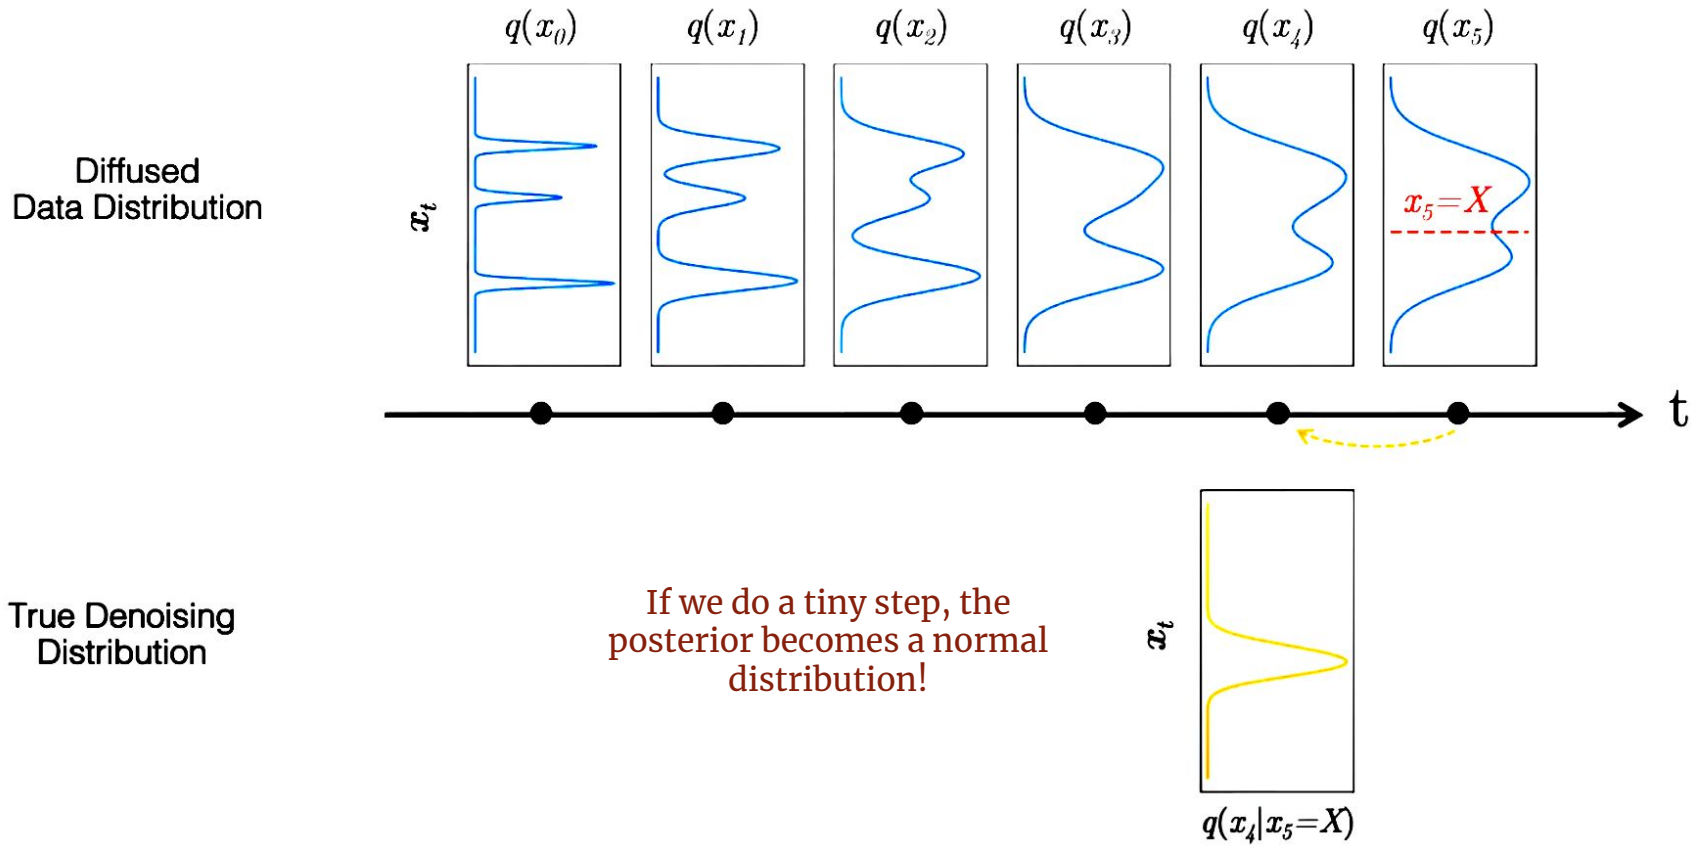 q(x₀) q(x₁) q(x₂) q(x₃) q(x₄) q(x₅)
Diffused
Data Distribution
xₜ
x₅=X
t
True Denoising
Distribution
If we do a tiny step, the
posterior becomes a normal
distribution!
xₜ
q(x₄|x₅=X)